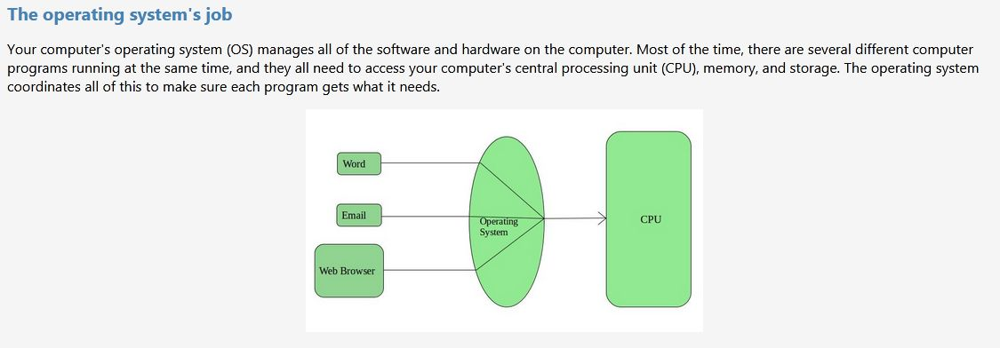 The operating system's job
Your computer's operating system (OS) manages all of the software and hardware on the computer. Most of the time, there are several different computer
programs running at the same time, and they all need to access your computer's central processing unit (CPU), memory, and storage. The operating system
coordinates all of this to make sure each program gets what it needs.
Word
Email
Web Browser
Operating
System
CPU